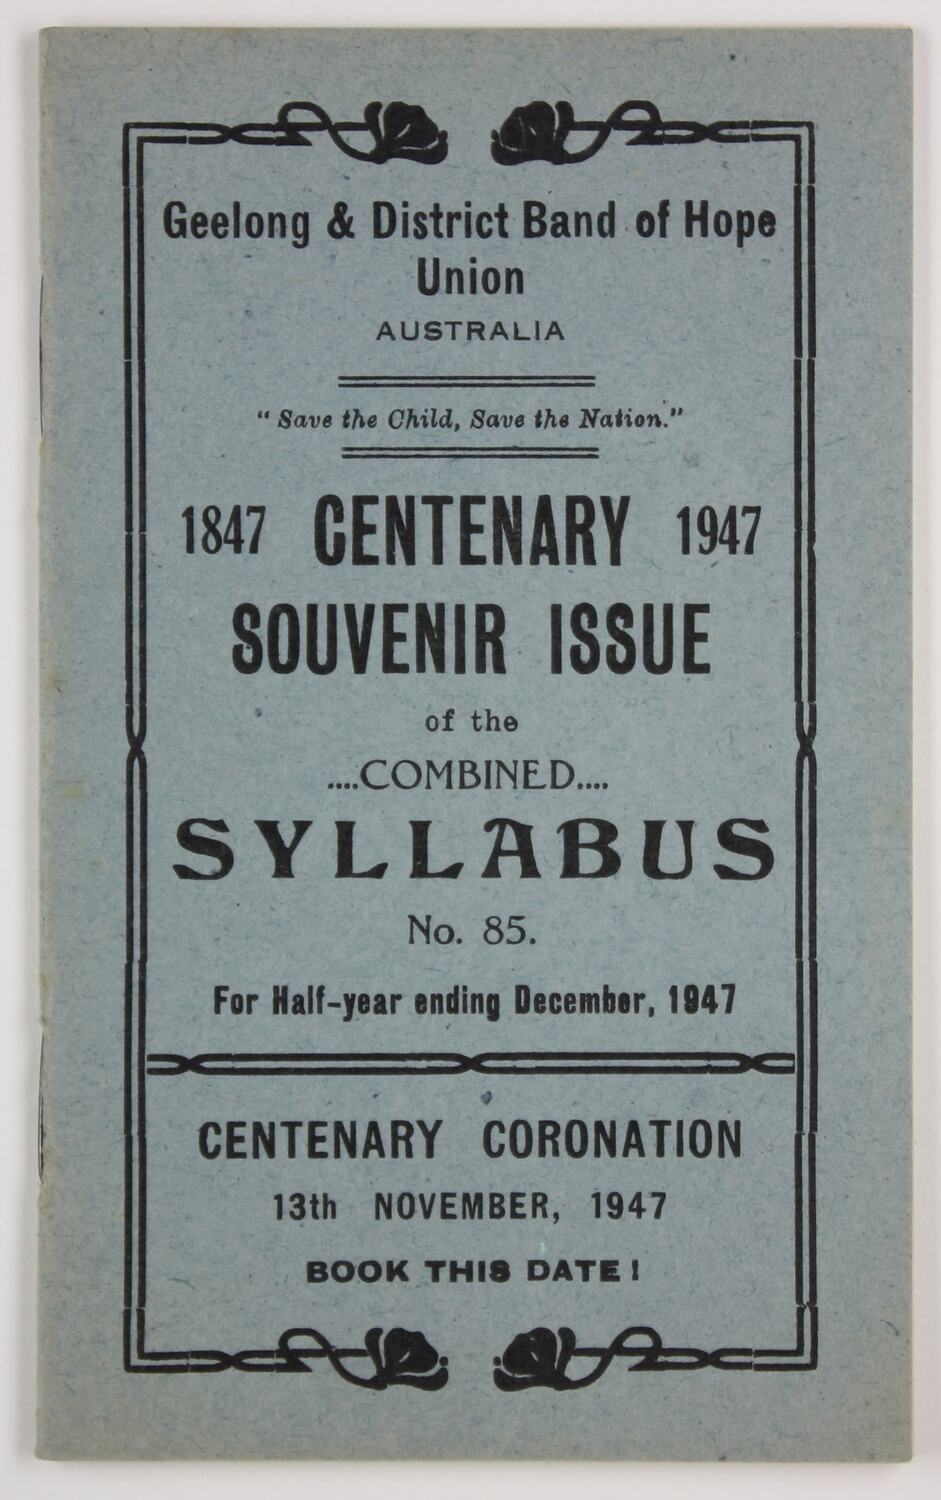 Geelong & District Band of Hope
Union
AUSTRALIA
"Save the Child, Save the Nation."
1847 CENTENARY 1947
SOUVENIR ISSUE
of the
....COMBINED....
SYLLABUS
No. 85.
For Half-year ending December, 1947
CENTENARY CORONATION
13th NOVEMBER, 1947
BOOK THIS DATE!